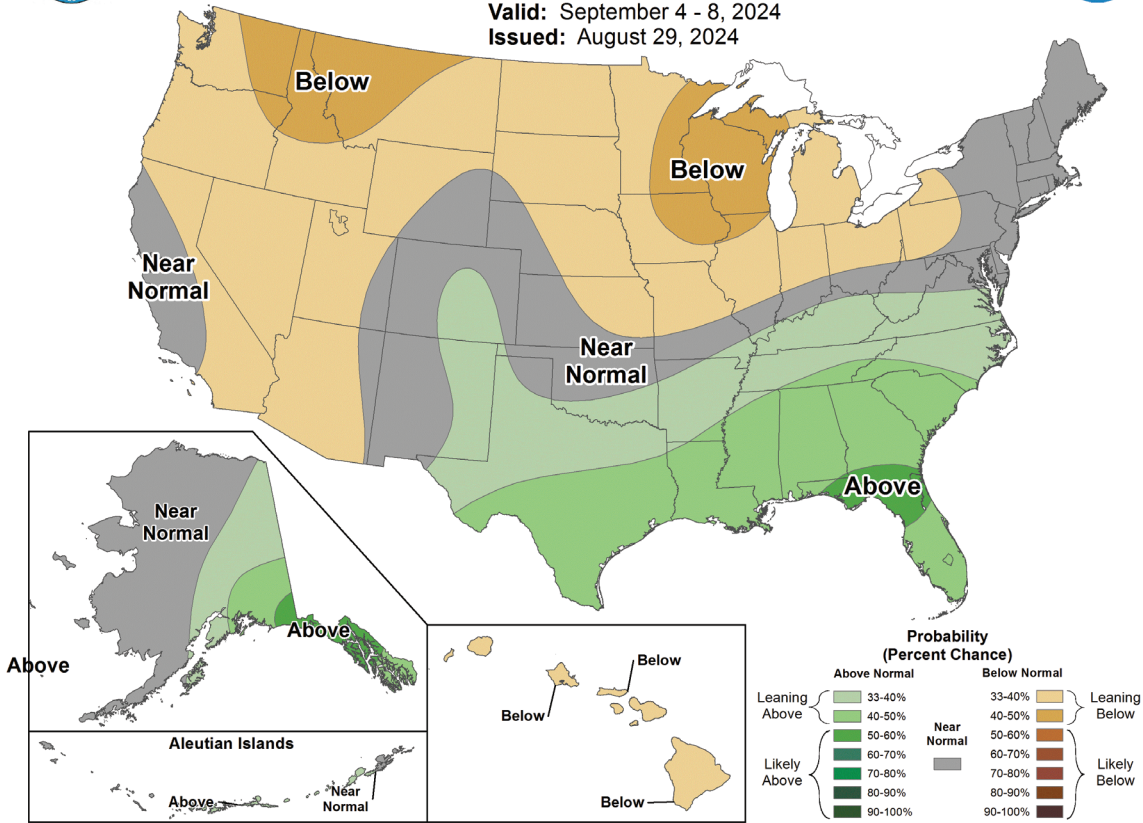 Valid: September 4 - 8, 2024
Issued: August 29, 2024
Below
Below
Near
Normal
Near
Normal
Above
Near
Normal
Above
Above
Aleutian Islands
Above
Near
Normal
Below
Below
Below
Probability
(Percent Chance)
Above Normal
Below Normal
Leaning
Above
33-40%
40-50%
50-60%
60-70%
70-80%
80-90%
90-100%
Likely
Above
Near
Normal
33-40%
40-50%
50-60%
60-70%
70-80%
80-90%
90-100%
Leaning
Below
Likely
Below